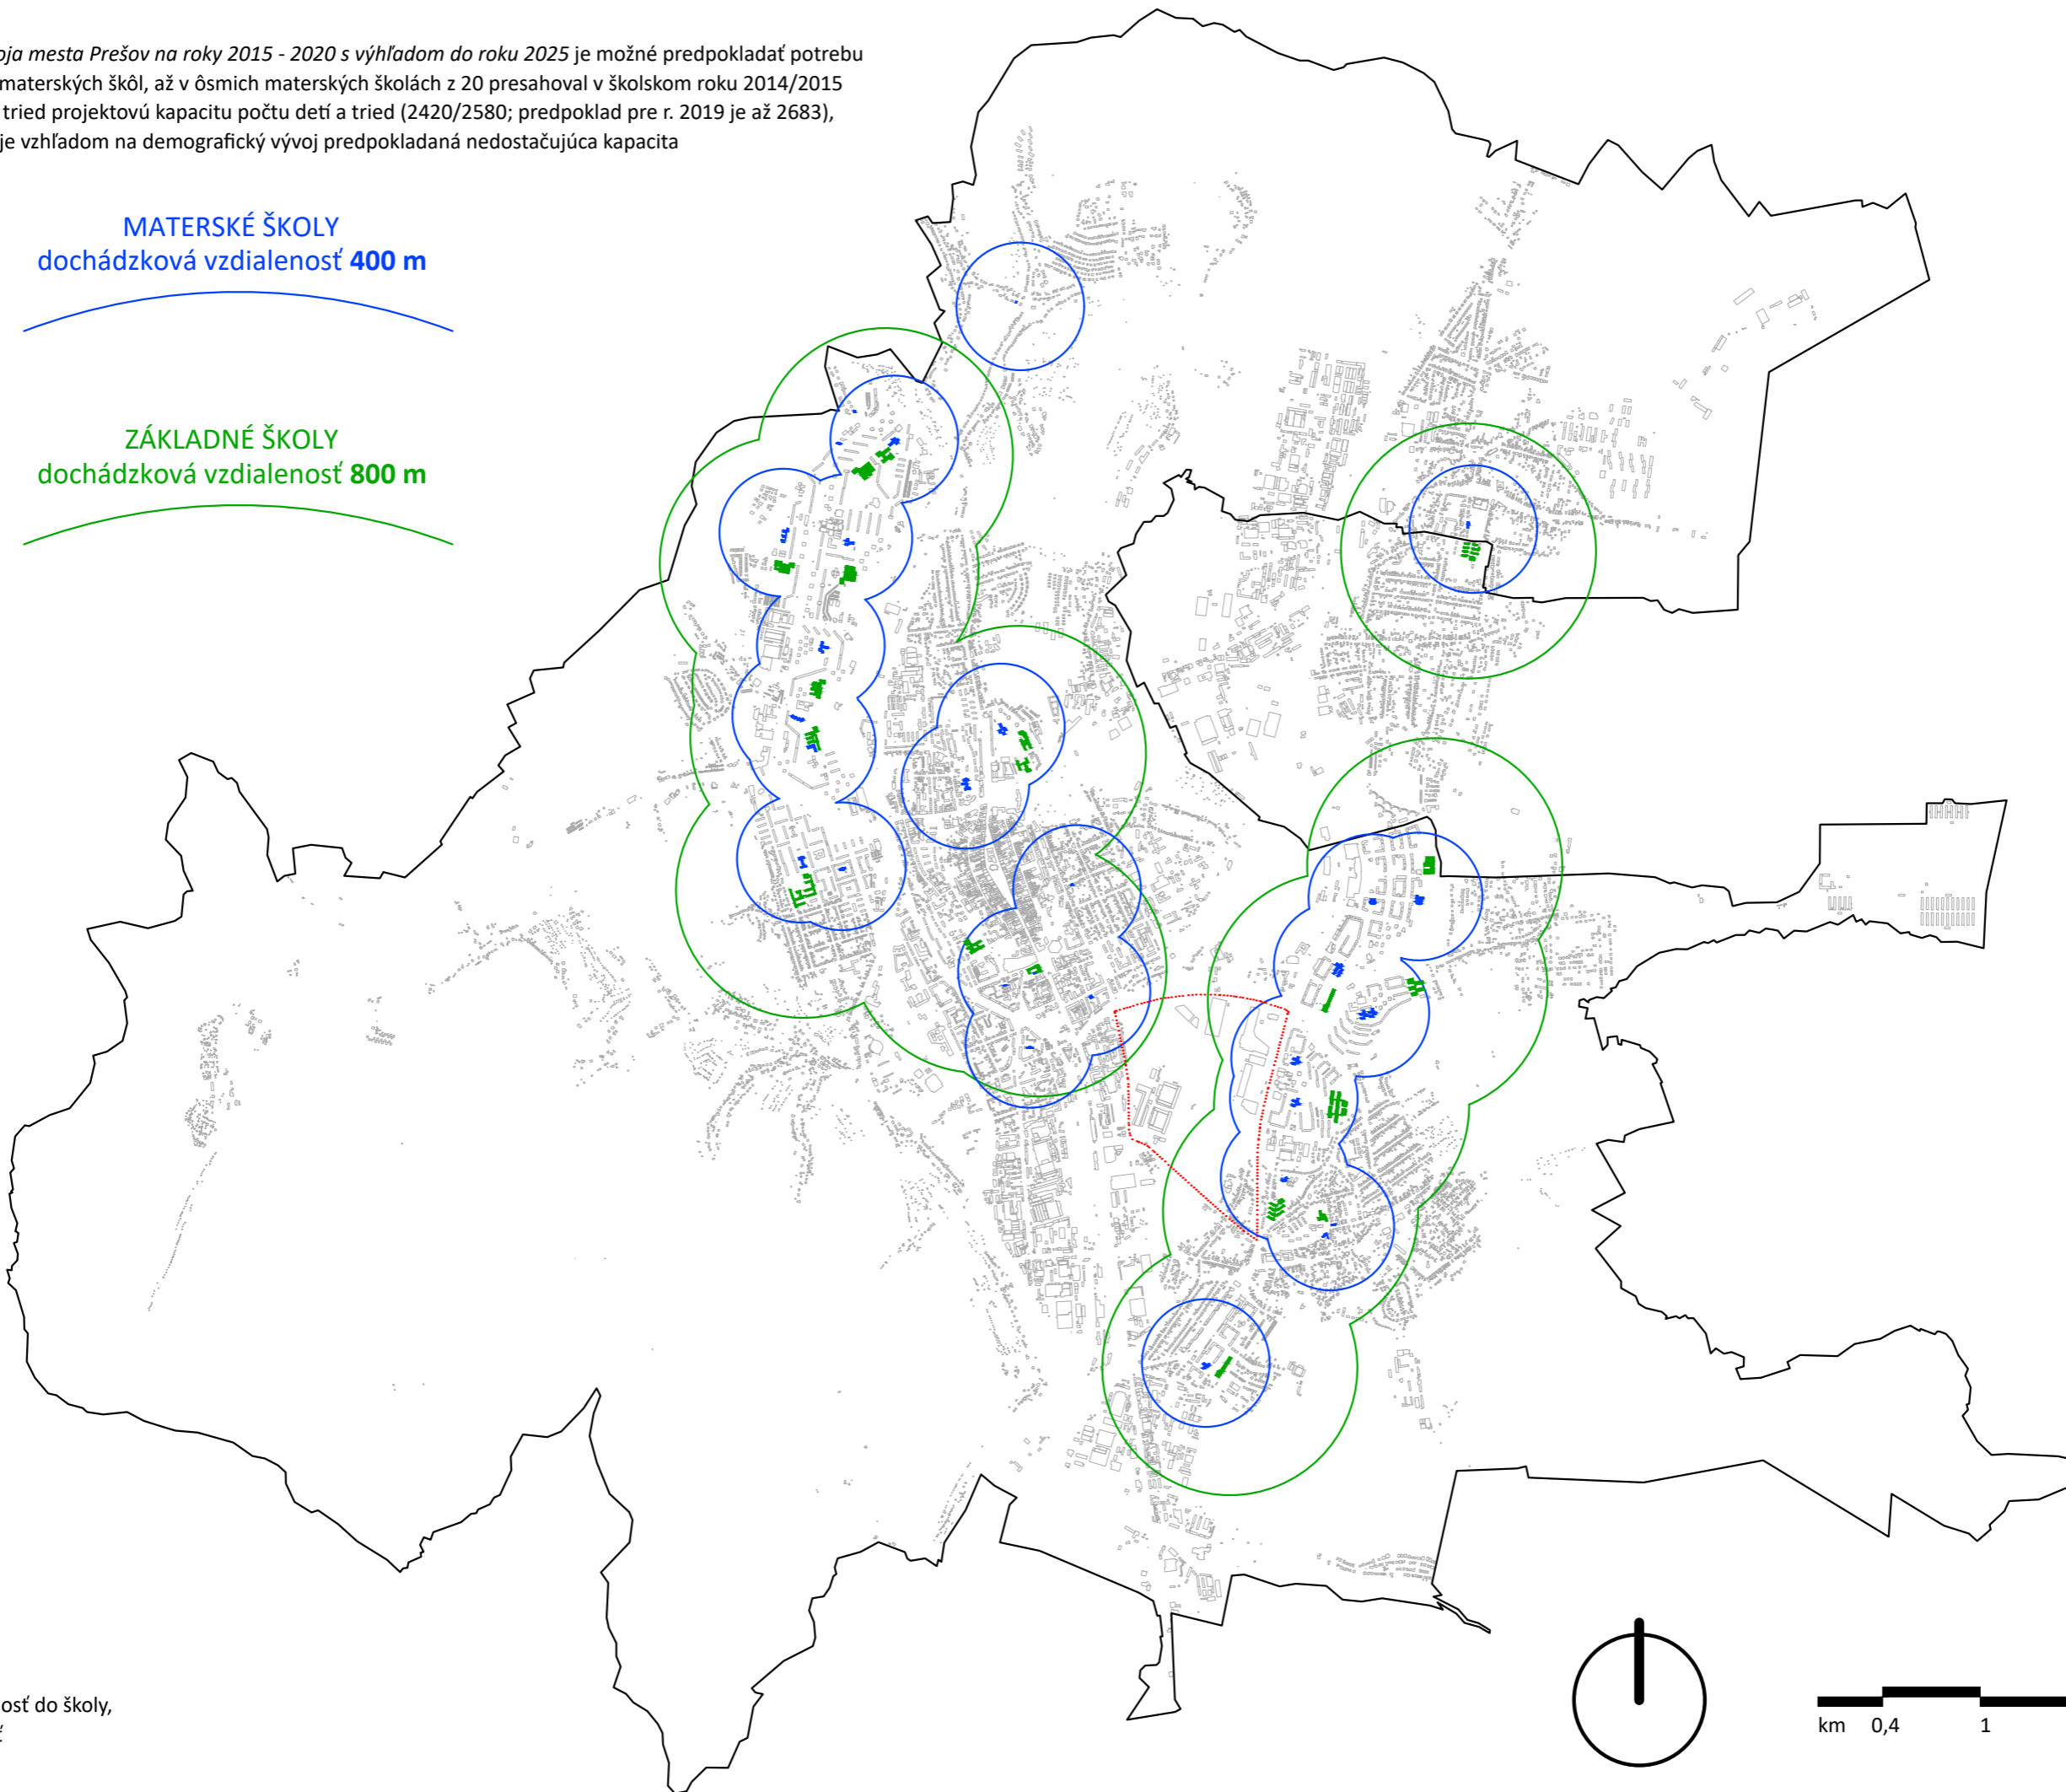 oja mesta Prešov na roky 2015 - 2020 s výhľadom do roku 2025 je možné predpokladať potrebu
materských škôl, až v ôsmich materských školách z 20 presahoval v školskom roku 2014/2015
tried projektovú kapacitu počtu detí a tried (2420/2580; predpoklad pre r. 2019 je až 2683),
je vzhľadom na demografický vývoj predpokladaná nedostačujúca kapacita
MATERSKÉ ŠKOLY
dochádzková vzdialenosť 400 m
ZÁKLADNÉ ŠKOLY
dochádzková vzdialenosť 800 m
osť do školy,
ť
km 0,4 1